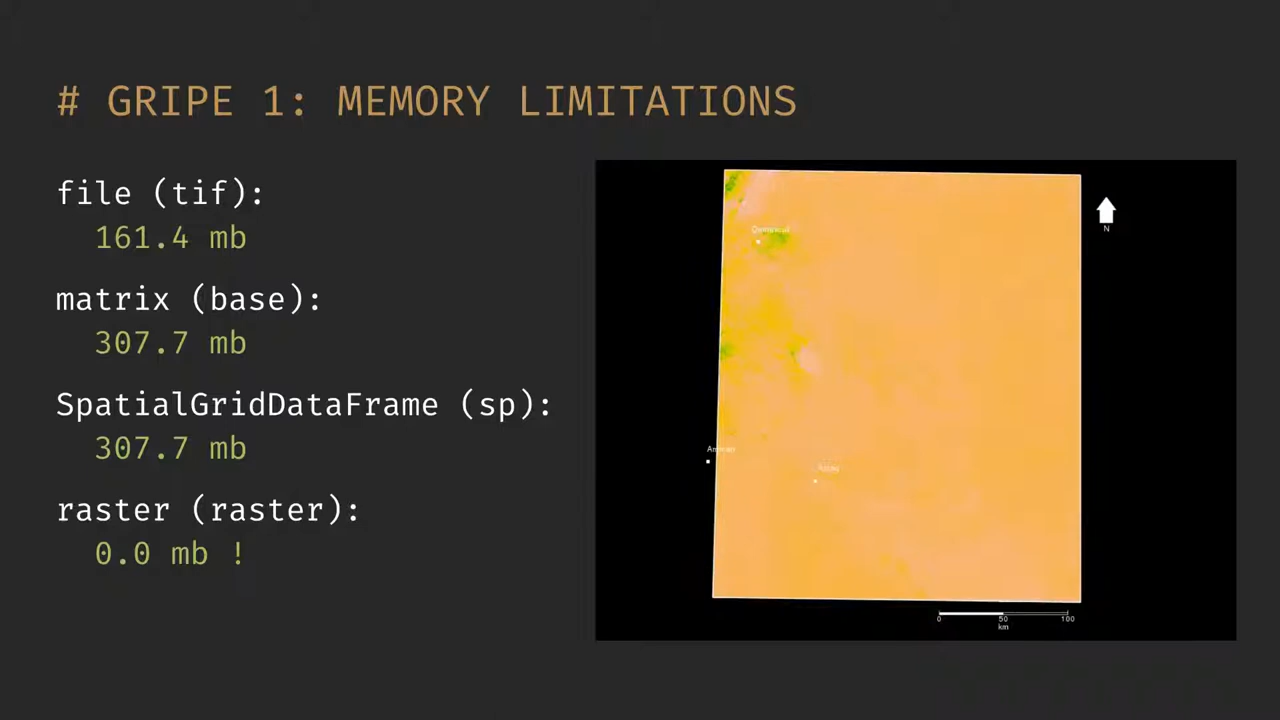 # GRIPE 1: MEMORY LIMITATIONS
file (tif):
161.4 mb
matrix (base):
307.7 mb
SpatialGridDataFrame (sp):
307.7 mb
raster (raster):
0.0 mb !
N
0 50 100
km